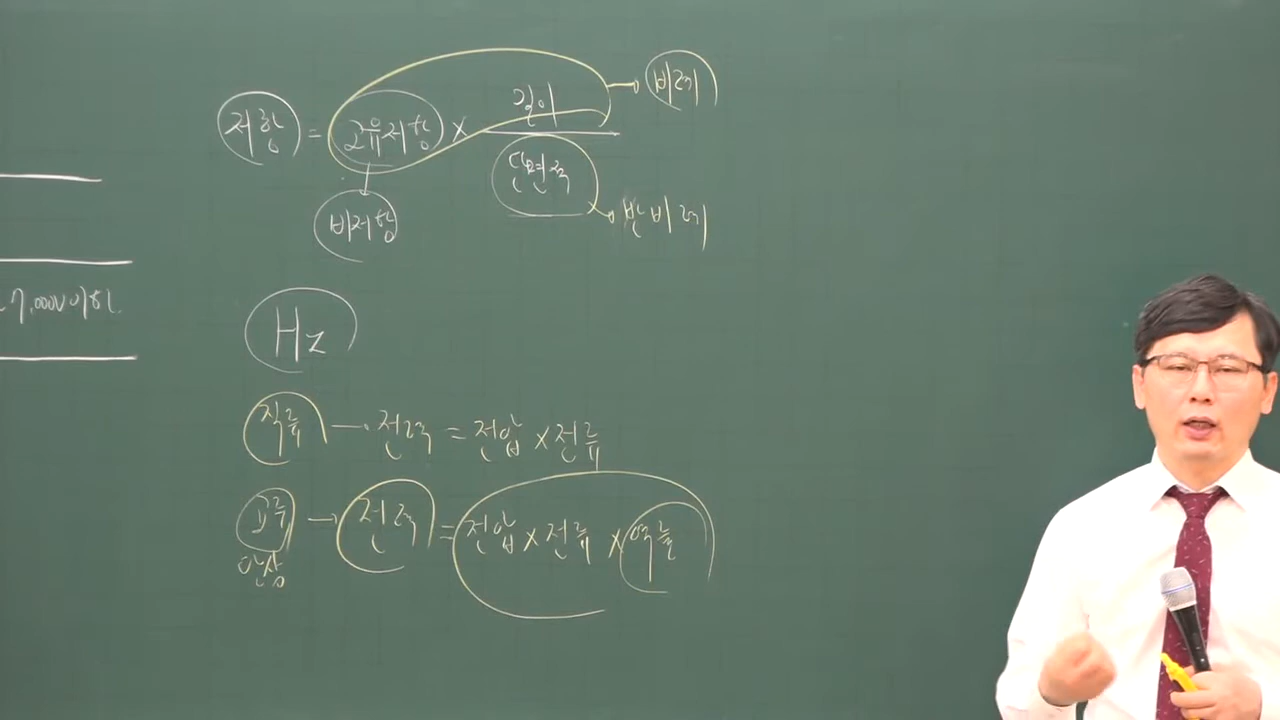 저항 = 고유저항 × 길이 / 단면적
비례
비저항
반비례
7,000V이하
Hz
직류 → 전력 = 전압 × 전류
교류 → 전력 = 전압 × 전류 × 역률
단상